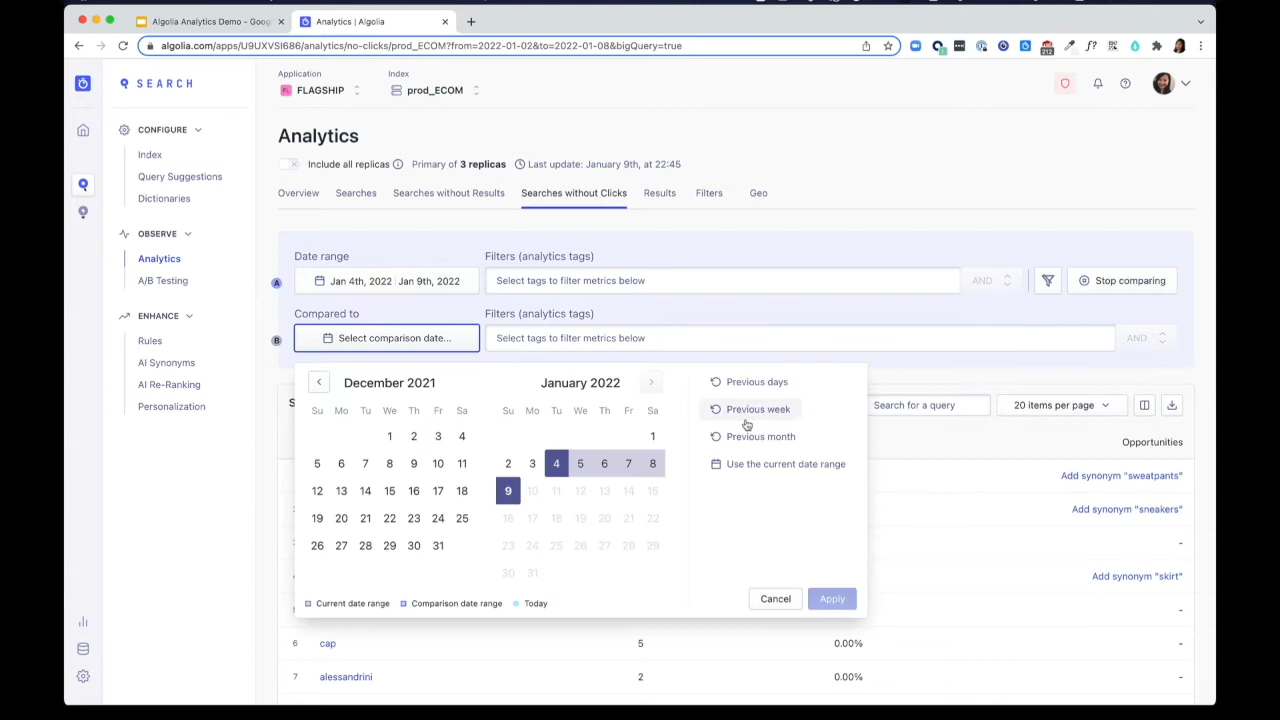 Algolia Analytics Demo - Goog
Analytics | Algolia
algolia.com/apps/U9UXVSI686/analytics/no-clicks/prod_ECOM?from=2022-01-02&to=2022-01-08&bigQuery=true
212
SEARCH
Application
FLAGSHIP
Index
prod_ECOM
CONFIGURE
Index
Query Suggestions
Dictionaries
OBSERVE
Analytics
A/B Testing
ENHANCE
Rules
AI Synonyms
AI Re-Ranking
Personalization
Analytics
Include all replicas Primary of 3 replicas Last update: January 9th, at 22:45
Overview Searches Searches without Results Searches without Clicks Results Filters Geo
Date range Filters (analytics tags)
A Jan 4th, 2022 Jan 9th, 2022 Select tags to filter metrics below AND Stop comparing
Compared to Filters (analytics tags)
B Select comparison date... Select tags to filter metrics below AND
December 2021 January 2022
Su Mo Tu We Th Fr Sa Su Mo Tu We Th Fr Sa
1 2 3 4 1
5 6 7 8 9 10 11 2 3 4 5 6 7 8
12 13 14 15 16 17 18 9 10 11 12 13 14 15
19 20 21 22 23 24 25 16 17 18 19 20 21 22
26 27 28 29 30 31 23 24 25 26 27 28 29
30 31
Current date range Comparison date range Today
Previous days
Previous week
Previous month
Use the current date range
Cancel Apply
Search for a query 20 items per page
Opportunities
Add synonym "sweatpants"
Add synonym "sneakers"
-
Add synonym "skirt"
-
6 cap 5 0.00% -
7 alessandrini 2 0.00% -